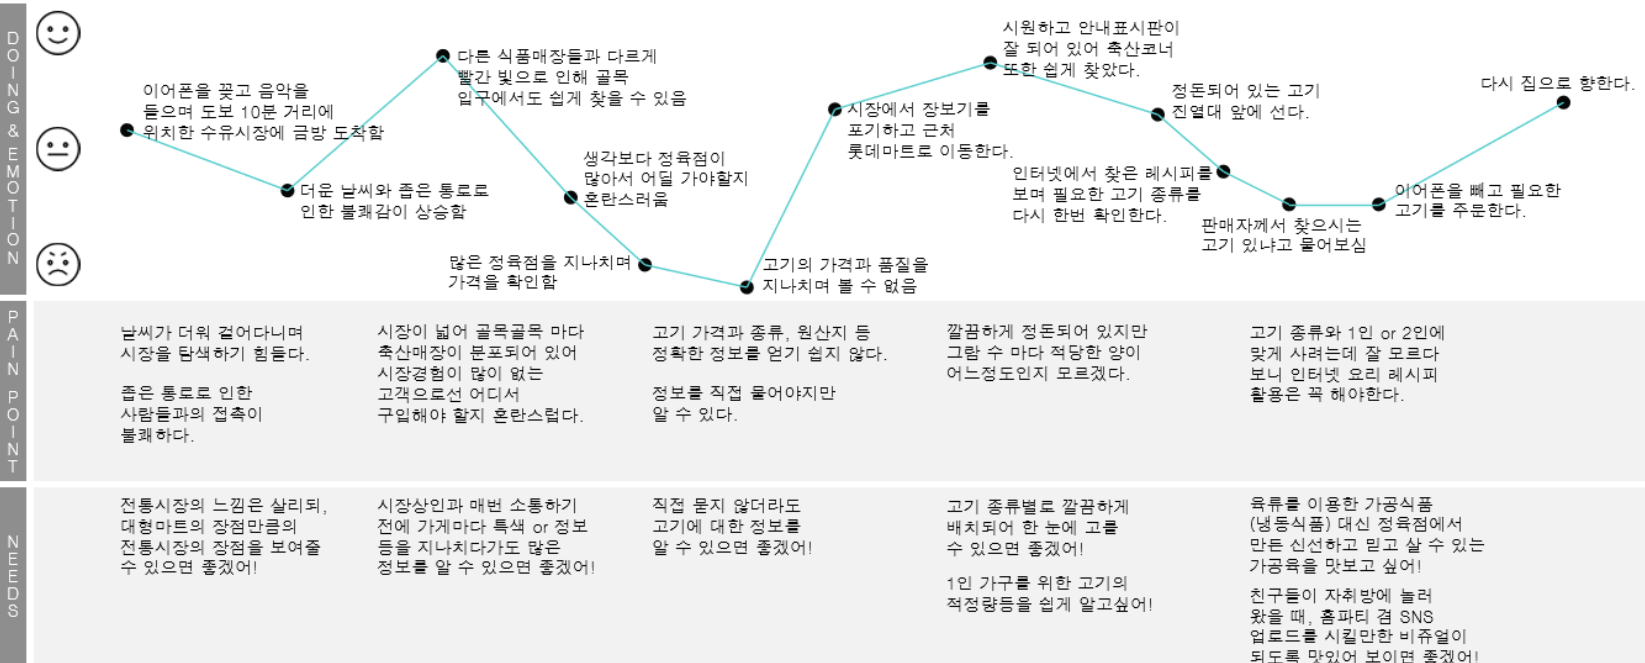 DOING & EMOTION
이어폰을 꽂고 음악을
들으며 도보 10분 거리에
위치한 수유시장에 금방 도착함
더운 날씨와 좁은 통로로
인한 불쾌감이 상승함
다른 식품매장들과 다르게
빨간 빛으로 인해 골목
입구에서도 쉽게 찾을 수 있음
생각보다 정육점이
많아서 어딜 가야할지
혼란스러움
많은 정육점을 지나치며
가격을 확인함
고기의 가격과 품질을
지나치며 볼 수 없음
시장에서 장보기를
포기하고 근처
롯데마트로 이동한다.
시원하고 안내표시판이
잘 되어 있어 축산코너
또한 쉽게 찾았다.
정돈되어 있는 고기
진열대 앞에 선다.
인터넷에서 찾은 레시피를
보며 필요한 고기 종류를
다시 한번 확인한다.
판매자께서 찾으시는
고기 있냐고 물어보심
이어폰을 빼고 필요한
고기를 주문한다.
다시 집으로 향한다.
PAIN POINT
날씨가 더워 걸어다니며
시장을 탐색하기 힘들다.
좁은 통로로 인한
사람들과의 접촉이
불쾌하다.
시장이 넓어 골목골목 마다
축산매장이 분포되어 있어
시장경험이 많이 없는
고객으로선 어디서
구입해야 할지 혼란스럽다.
고기 가격과 종류, 원산지 등
정확한 정보를 얻기 쉽지 않다.
정보를 직접 물어야지만
알 수 있다.
깔끔하게 정돈되어 있지만
그람 수 마다 적당한 양이
어느정도인지 모르겠다.
고기 종류와 1인 or 2인에
맞게 사려는데 잘 모르다
보니 인터넷 요리 레시피
활용은 꼭 해야한다.
NEEDS
전통시장의 느낌은 살리되,
대형마트의 장점만큼의
전통시장의 장점을 보여줄
수 있으면 좋겠어!
시장상인과 매번 소통하기
전에 가게마다 특색 or 정보
등을 지나치다가도 많은
정보를 알 수 있으면 좋겠어!
직접 묻지 않더라도
고기에 대한 정보를
알 수 있으면 좋겠어!
고기 종류별로 깔끔하게
배치되어 한 눈에 고를
수 있으면 좋겠어!
1인 가구를 위한 고기의
적정량등을 쉽게 알고싶어!
육류를 이용한 가공식품
(냉동식품) 대신 정육점에서
만든 신선하고 믿고 살 수 있는
가공육을 맛보고 싶어!
친구들이 자취방에 놀러
왔을 때, 홈파티 겸 SNS
업로드를 시킬만한 비쥬얼이
되도록 맛있어 보이면 좋겠어!